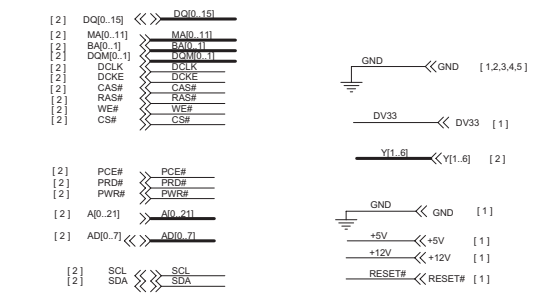 [ 2 ] DQ[0..15] DQ[0..15]
[ 2 ] MA[0..11] MA[0..11]
[ 2 ] BA[0..1] BA[0..1]
[ 2 ] DQM[0..1] DQM[0..1]
[ 2 ] DCLK DCLK
[ 2 ] DCKE DCKE
[ 2 ] CAS# CAS#
[ 2 ] RAS# RAS#
[ 2 ] WE# WE#
[ 2 ] CS# CS#
[ 2 ] PCE# PCE#
[ 2 ] PRD# PRD#
[ 2 ] PWR# PWR#
[ 2 ] A[0..21] A[0..21]
[ 2 ] AD[0..7] AD[0..7]
[ 2 ] SCL SCL
[ 2 ] SDA SDA
GND GND [ 1,2,3,4,5 ]
DV33 DV33 [ 1 ]
Y[1..6] Y[1..6] [ 2 ]
GND GND [ 1 ]
+5V +5V [ 1 ]
+12V +12V [ 1 ]
RESET# RESET# [ 1 ]